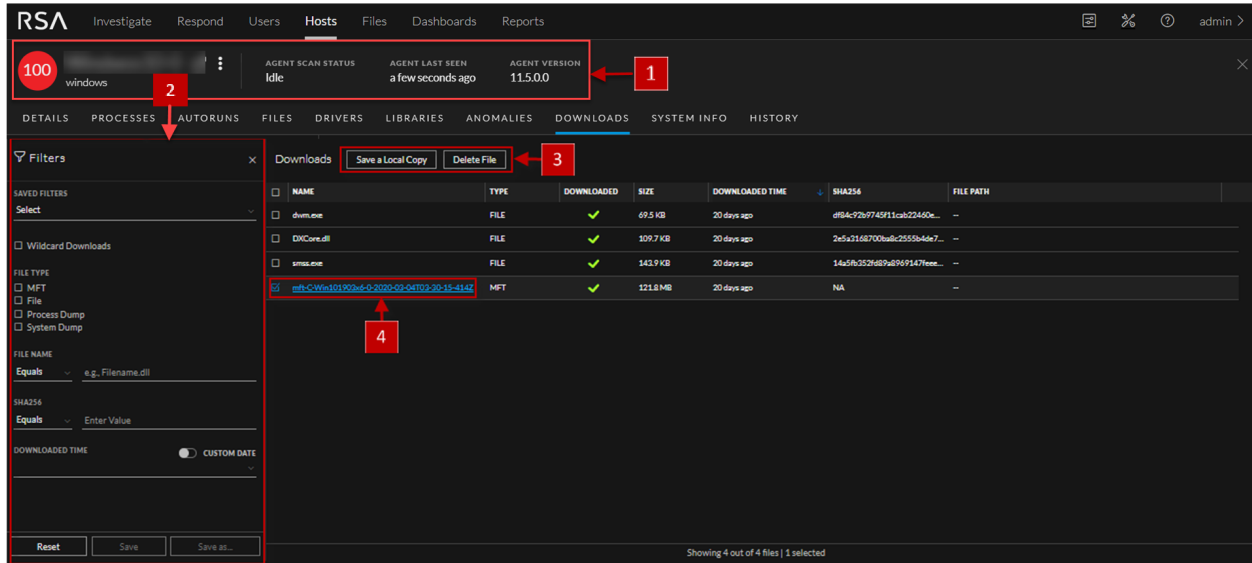 RSA Investigate Respond Users Hosts Files Dashboards Reports admin >
100
windows
AGENT SCAN STATUS
Idle
AGENT LAST SEEN
a few seconds ago
AGENT VERSION
11.5.0.0
1
2
DETAILS PROCESSES AUTORUNS FILES DRIVERS LIBRARIES ANOMALIES DOWNLOADS SYSTEM INFO HISTORY
Filters
SAVED FILTERS
Select
Wildcard Downloads
FILE TYPE
MFT
File
Process Dump
System Dump
FILE NAME
Equals e.g., Filename.dll
SHA256
Equals Enter Value
DOWNLOADED TIME CUSTOM DATE
Reset Save Save as...
Downloads Save a Local Copy Delete File
3
NAME TYPE DOWNLOADED SIZE DOWNLOADED TIME SHA256 FILE PATH
dwm.exe FILE 69.5 KB 20 days ago df84c92b9745f11cab22460e... --
DXCore.dll FILE 109.7 KB 20 days ago 2e5a3168700ba8c2555b4de7... --
smss.exe FILE 143.9 KB 20 days ago 14a5fb352fd89a8969147feee... --
mft-C-Win101903x6-0-2020-03-04T03-30-15-414Z MFT 121.8 MB 20 days ago NA --
4
Showing 4 out of 4 files | 1 selected